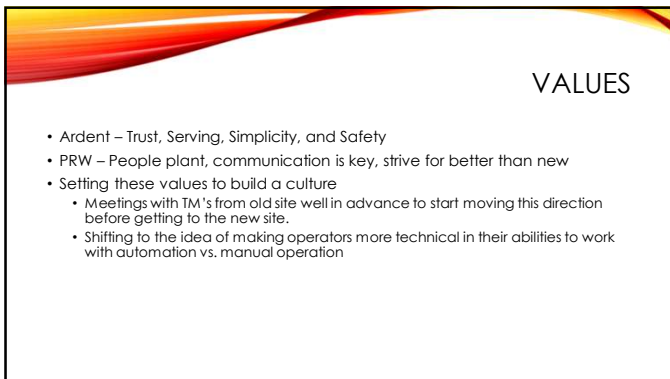 VALUES
• Ardent – Trust, Serving, Simplicity, and Safety
• PRW – People plant, communication is key, strive for better than new
• Setting these values to build a culture
• Meetings with TM's from old site well in advance to start moving this direction
before getting to the new site.
• Shifting to the idea of making operators more technical in their abilities to work
with automation vs. manual operation